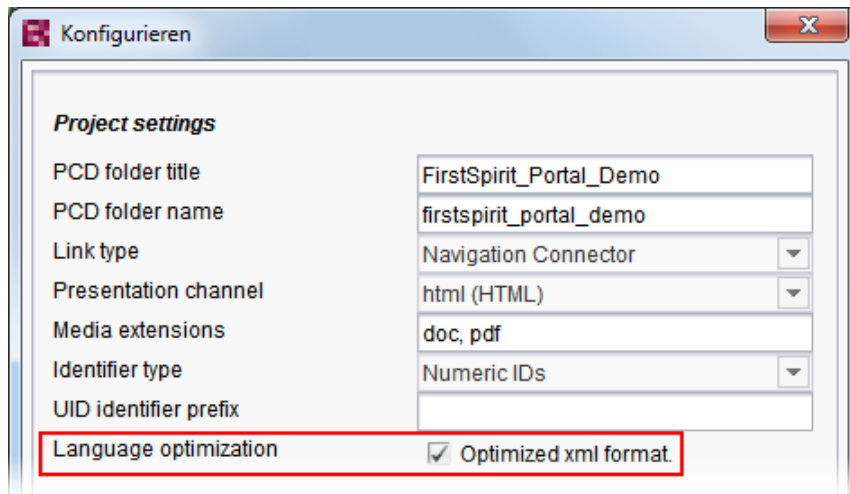 Konfigurieren
Project settings
PCD folder title FirstSpirit_Portal_Demo
PCD folder name firstspirit_portal_demo
Link type Navigation Connector
Presentation channel html (HTML)
Media extensions doc, pdf
Identifier type Numeric IDs
UID identifier prefix
Language optimization Optimized xml format.